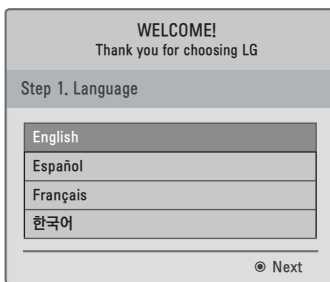 WELCOME!
Thank you for choosing LG
Step 1. Language
English
Español
Français
한국어
◉ Next